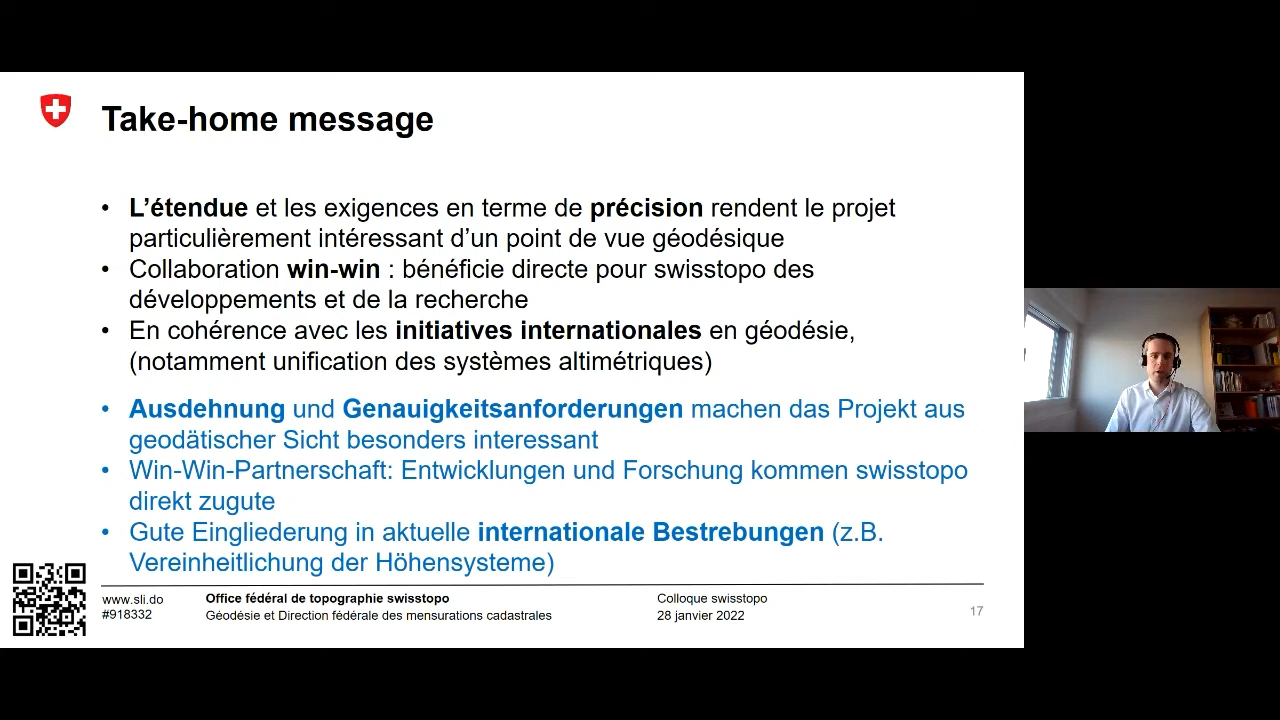 Take-home message
• L’étendue et les exigences en terme de précision rendent le projet
particulièrement intéressant d’un point de vue géodésique
• Collaboration win-win : bénéficie directe pour swisstopo des
développements et de la recherche
• En cohérence avec les initiatives internationales en géodésie,
(notamment unification des systèmes altimétriques)
• Ausdehnung und Genauigkeitsanforderungen machen das Projekt aus
geodätischer Sicht besonders interessant
• Win-Win-Partnerschaft: Entwicklungen und Forschung kommen swisstopo
direkt zugute
• Gute Eingliederung in aktuelle internationale Bestrebungen (z.B.
Vereinheitlichung der Höhensysteme)
www.sli.do
#918332
Office fédéral de topographie swisstopo
Géodésie et Direction fédérale des mensurations cadastrales
Colloque swisstopo
28 janvier 2022
17